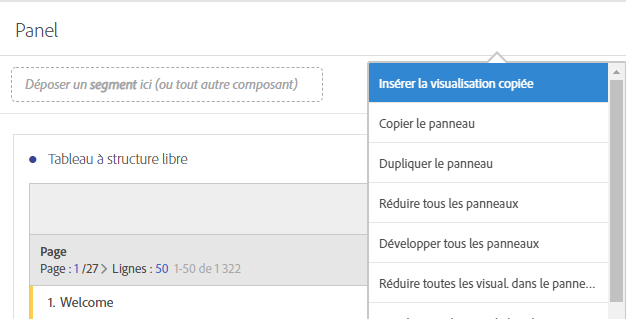 Panel
Déposer un segment ici (ou tout autre composant)
Insérer la visualisation copiée
Copier le panneau
Dupliquer le panneau
Réduire tous les panneaux
Développer tous les panneaux
Réduire toutes les visual. dans le panne...
Tableau à structure libre
Page
Page : 1 /27 > Lignes : 50 1-50 de 1 322
1. Welcome